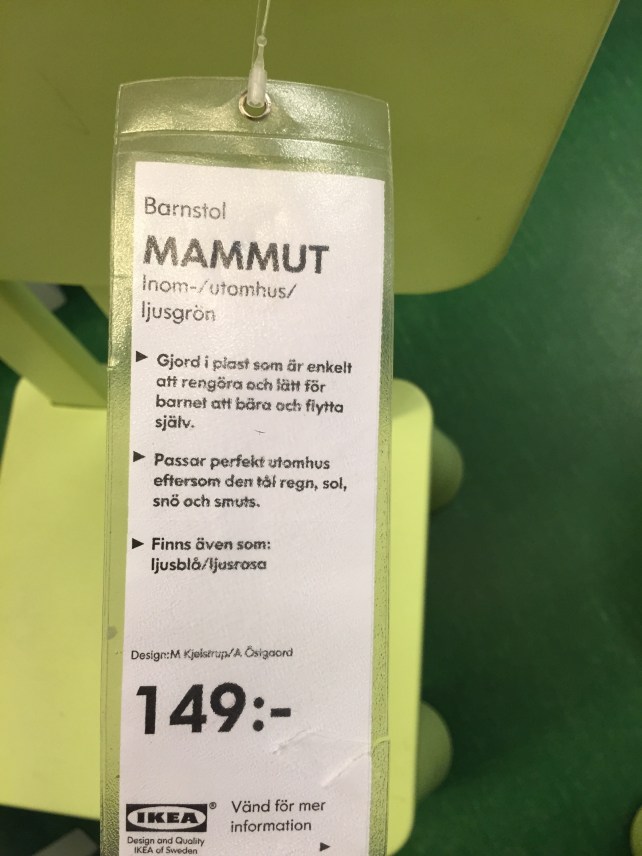 Barnstol
MAMMUT
Inom-/utomhus/
ljusgrön
► Gjord i plast som är enkelt
att rengöra och lätt för
barnet att bära och flytta
själv.
► Passar perfekt utomhus
eftersom den tål regn, sol,
snö och smuts.
► Finns även som:
ljusblå/ljusrosa
Design:M Kjelstrup/A Östgaard
149:-
IKEA®
Design and Quality
IKEA of Sweden
Vänd för mer
information
►